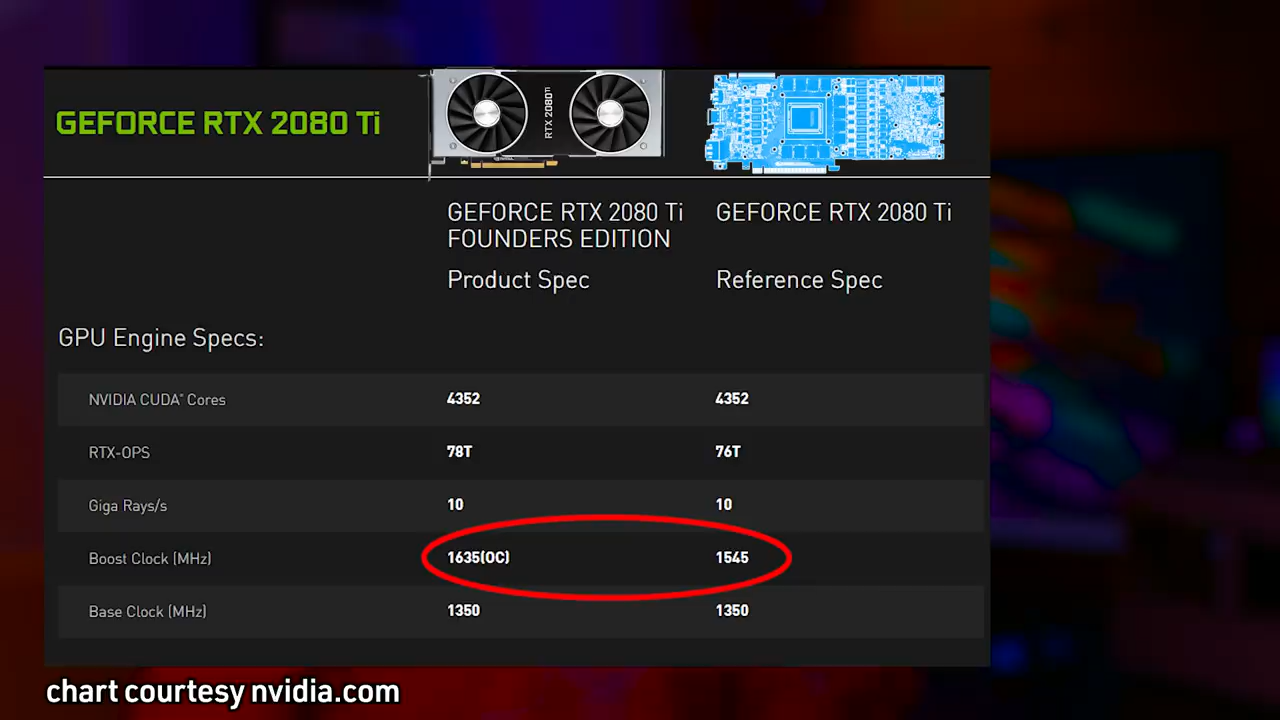 GEFORCE RTX 2080 Ti
RTX 2080Ti
GEFORCE RTX 2080 Ti
FOUNDERS EDITION
GEFORCE RTX 2080 Ti
Product Spec
Reference Spec
GPU Engine Specs:
NVIDIA CUDA® Cores 4352 4352
RTX-OPS 78T 76T
Giga Rays/s 10 10
Boost Clock (MHz) 1635(OC) 1545
Base Clock (MHz) 1350 1350
chart courtesy nvidia.com